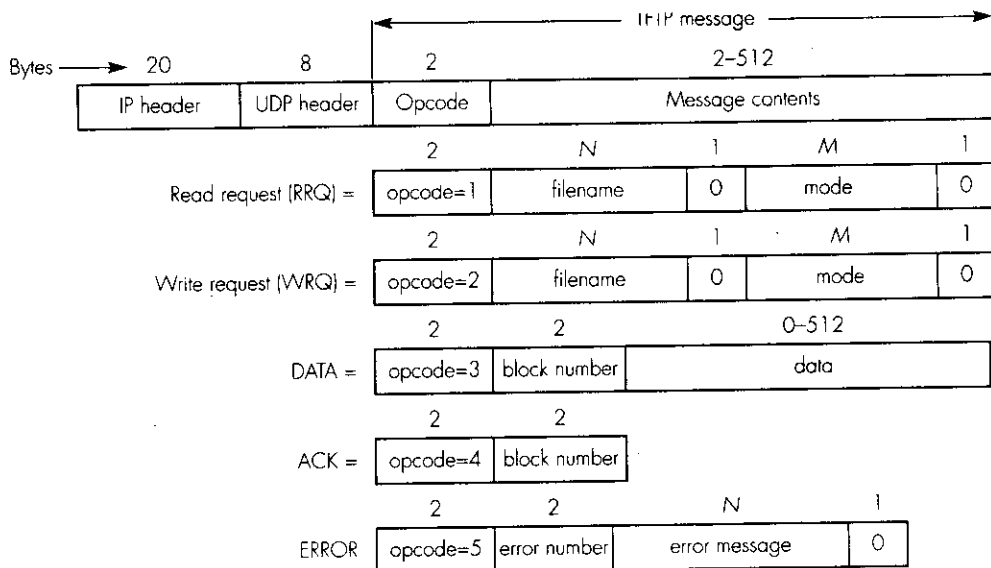 TFTP message
Bytes 20 8 2 2–512
IP header UDP header Opcode Message contents
2 N 1 M 1
Read request (RRQ) = opcode=1 filename 0 mode 0
2 N 1 M 1
Write request (WRQ) = opcode=2 filename 0 mode 0
2 2 0–512
DATA = opcode=3 block number data
2 2
ACK = opcode=4 block number
2 2 N 1
ERROR opcode=5 error number error message 0